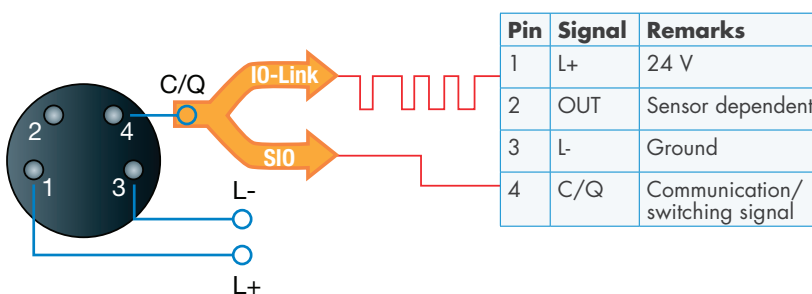 C/Q
IO-Link
SIO
2
4
1
3
L-
L+
Pin Signal Remarks
1 L+ 24 V
2 OUT Sensor dependent
3 L- Ground
4 C/Q Communication/
switching signal